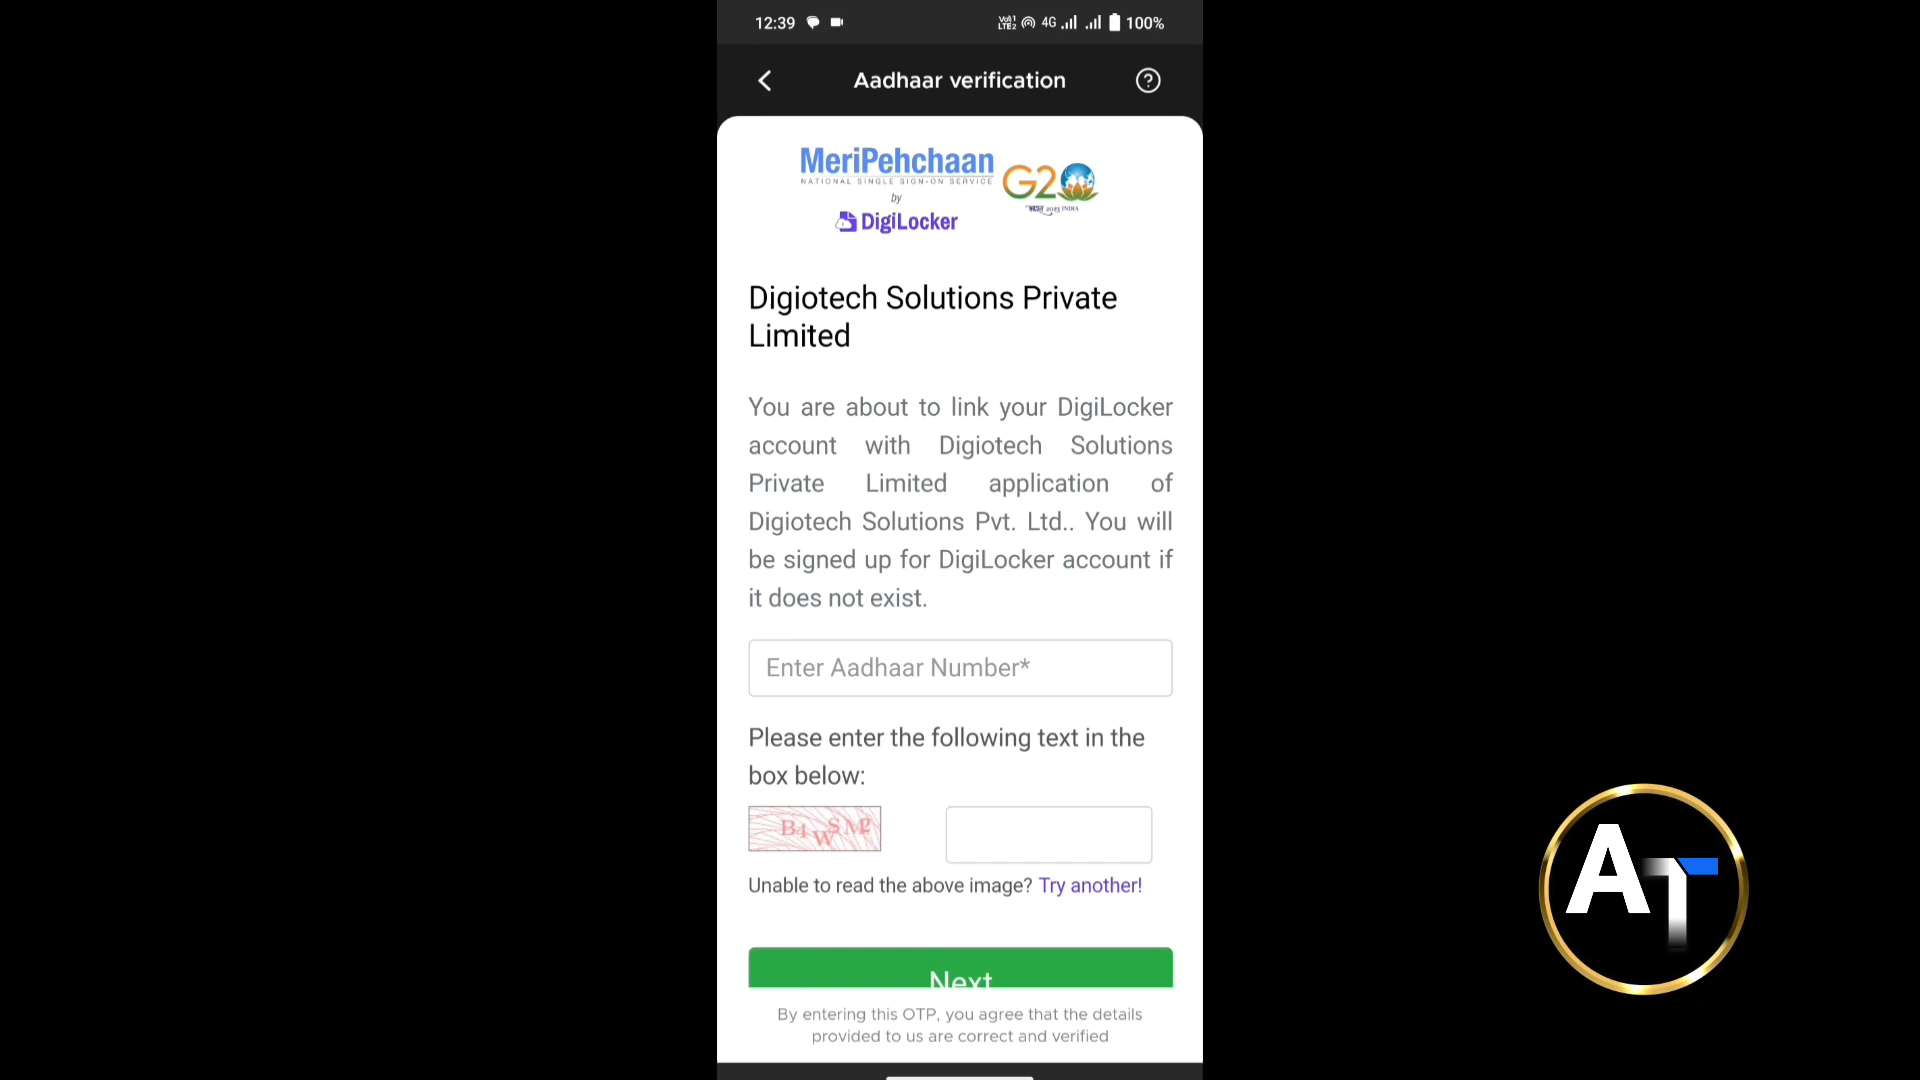 12:39
4G
100%
Aadhaar verification
MeriPehchaan
NATIONAL SINGLE SIGN-ON SERVICE
by
DigiLocker
G20
2023 INDIA
Digiotech Solutions Private
Limited
You are about to link your DigiLocker
account with Digiotech Solutions
Private Limited application of
Digiotech Solutions Pvt. Ltd.. You will
be signed up for DigiLocker account if
it does not exist.
Enter Aadhaar Number*
Please enter the following text in the
box below:
Unable to read the above image? Try another!
Next
By entering this OTP, you agree that the details
provided to us are correct and verified
AT